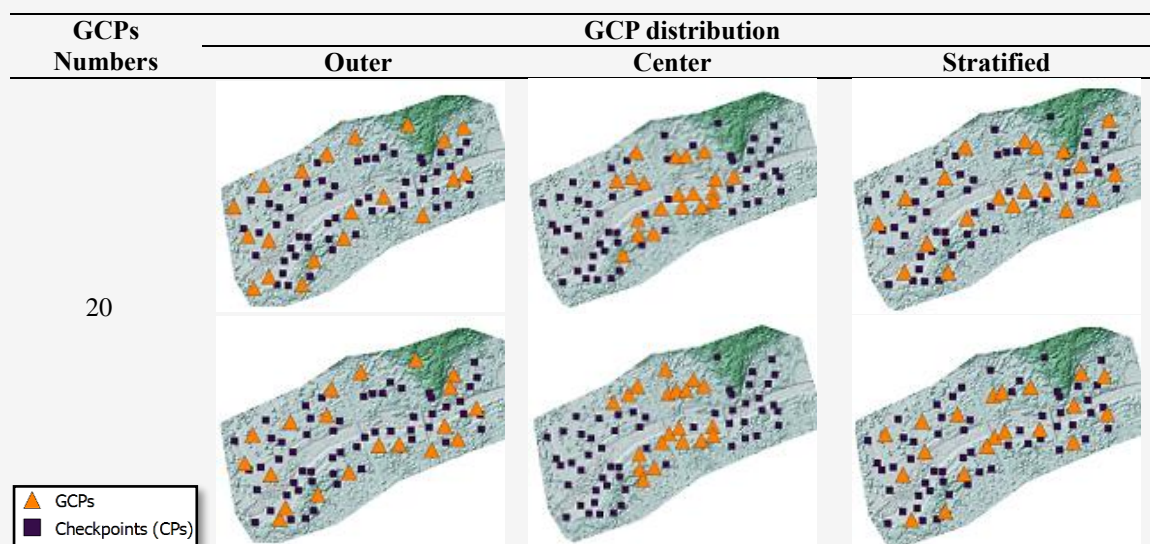 GCPs
Numbers
GCP distribution
Outer
Center
Stratified
20
GCPs
Checkpoints (CPs)